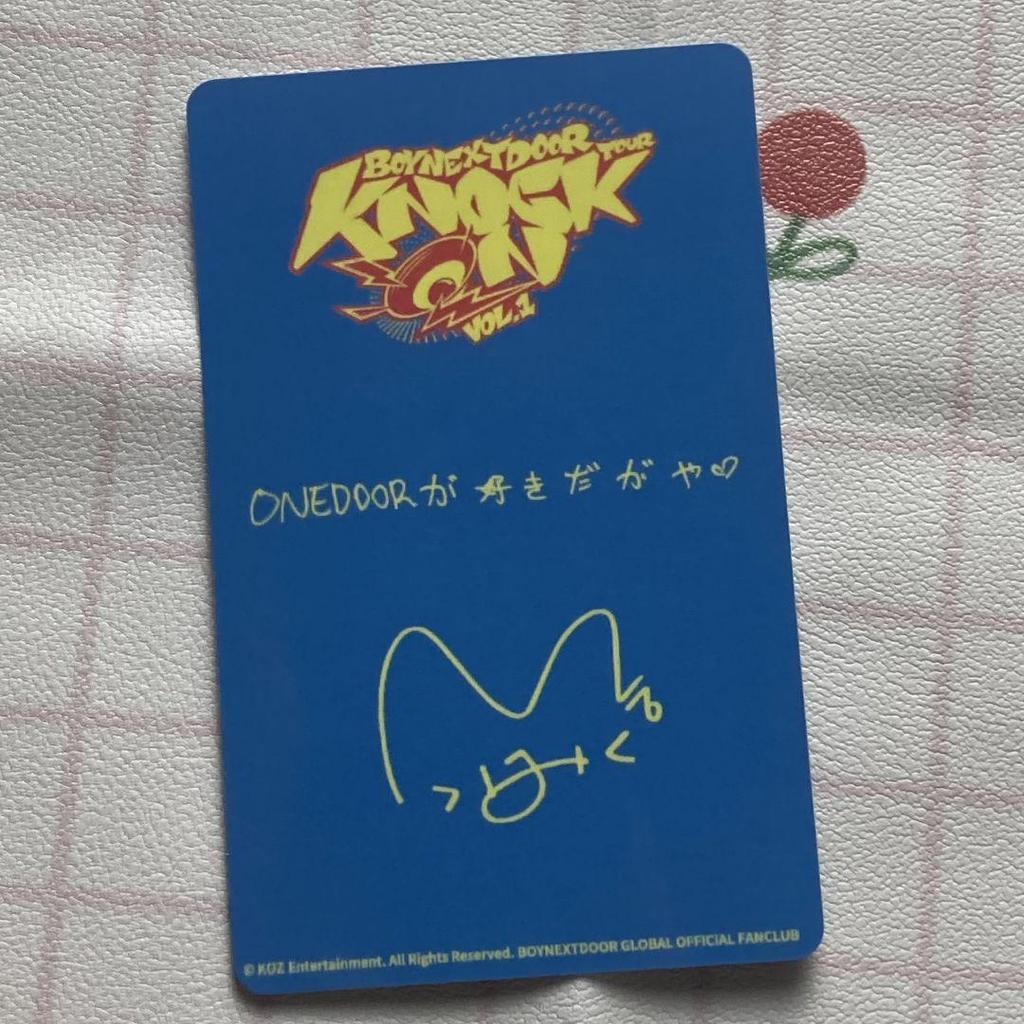 BOYNEXTDOOR TOUR
KNOCK
ON
VOL.1
ONEDOORが好きだがや♡
© KOZ Entertainment. All Rights Reserved. BOYNEXTDOOR GLOBAL OFFICIAL FANCLUB